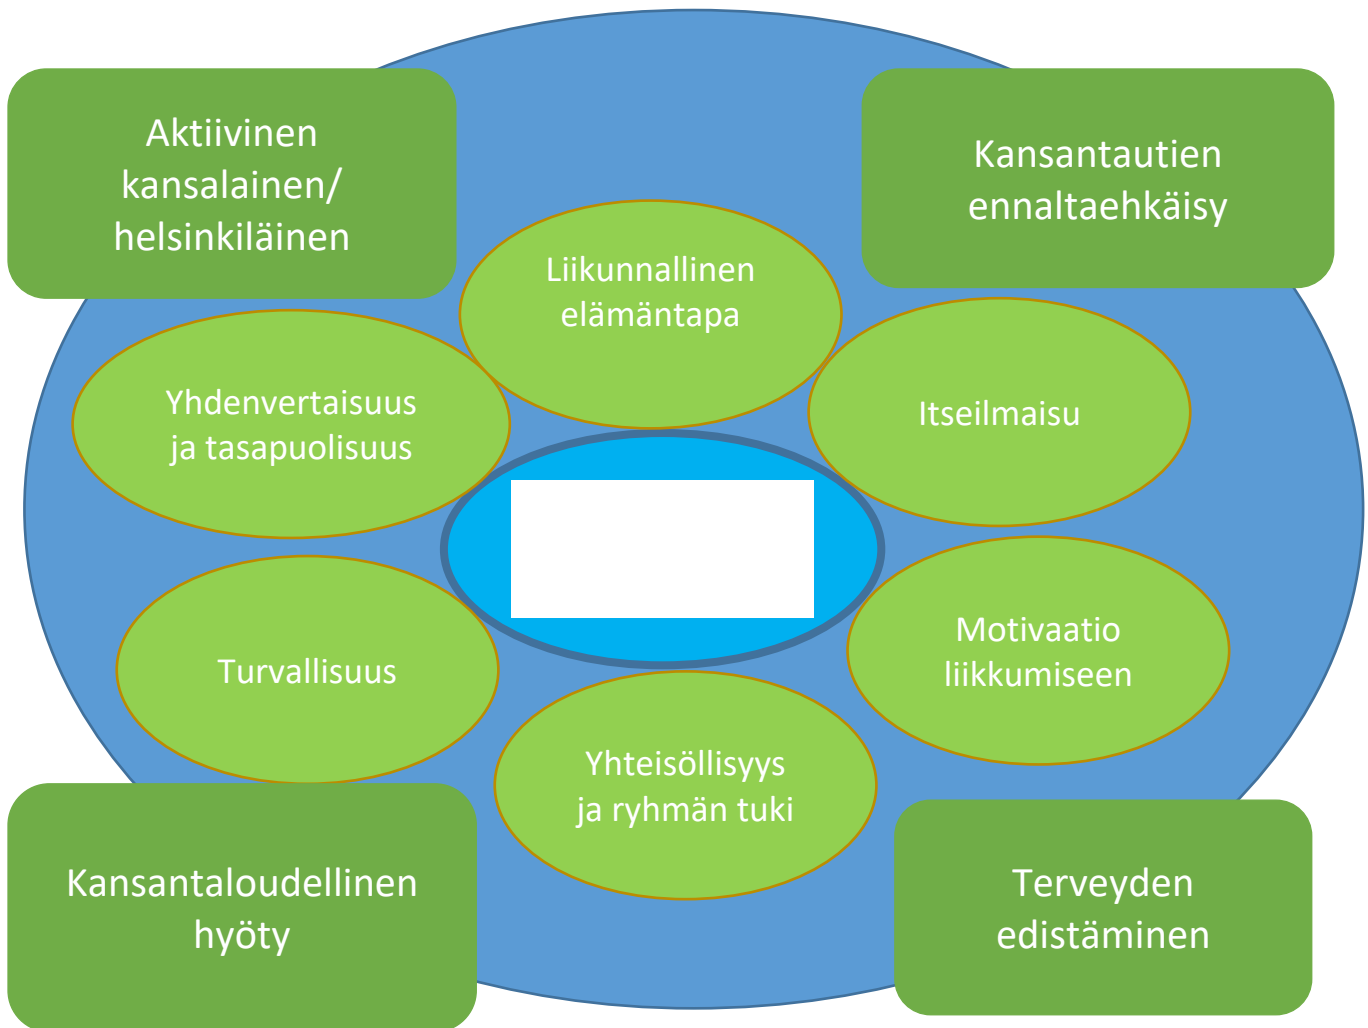 Aktiivinen
kansalainen/
helsinkiläinen
Kansantautien
ennaltaehkäisy
Liikunnallinen
elämäntapa
Yhdenvertaisuus
ja tasapuolisuus
Itseilmaisu
Turvallisuus
Motivaatio
liikkumiseen
Yhteisöllisyys
ja ryhmän tuki
Kansantaloudellinen
hyöty
Terveyden
edistäminen